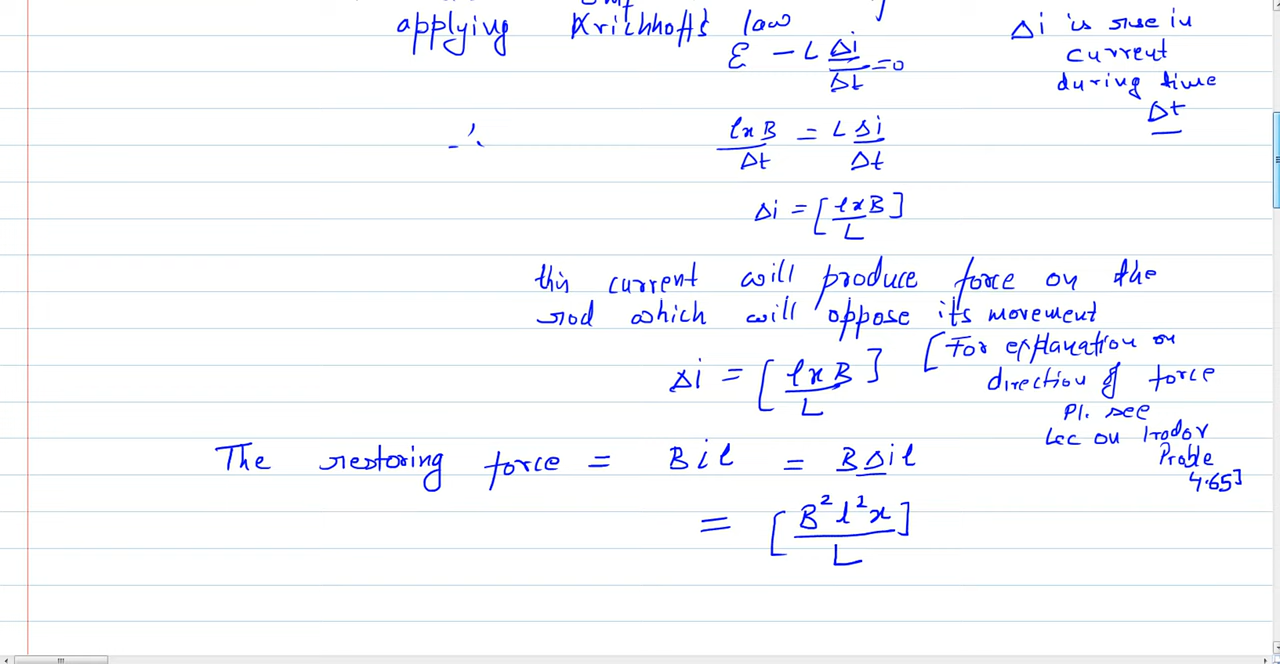 applying Krichhoff's law
ε - L Δi/Δt = 0
Δi is rise in
current
during time
Δt
∴ lxB/Δt = L Δi/Δt
Δi = [lxB/L]
this current will produce force on the
rod which will oppose its movement
Δi = [lxB/L]
[For explanation on
direction of force
Pl. see
Lec on Irodov
Proble
4.65]
The restoring force = Bil = BΔil
= [B²l²x/L]